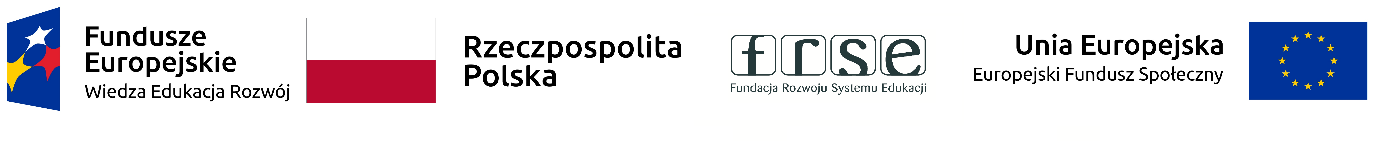 Fundusze
Europejskie
Wiedza Edukacja Rozwój
Rzeczpospolita
Polska
frse
Fundacja Rozwoju Systemu Edukacji
Unia Europejska
Europejski Fundusz Społeczny